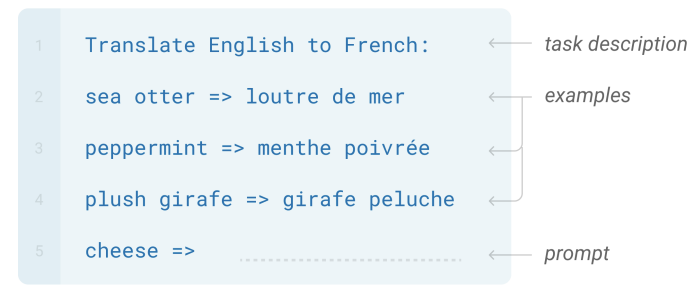 1 Translate English to French: task description
2 sea otter => loutre de mer examples
3 peppermint => menthe poivrée
4 plush girafe => girafe peluche
5 cheese => prompt